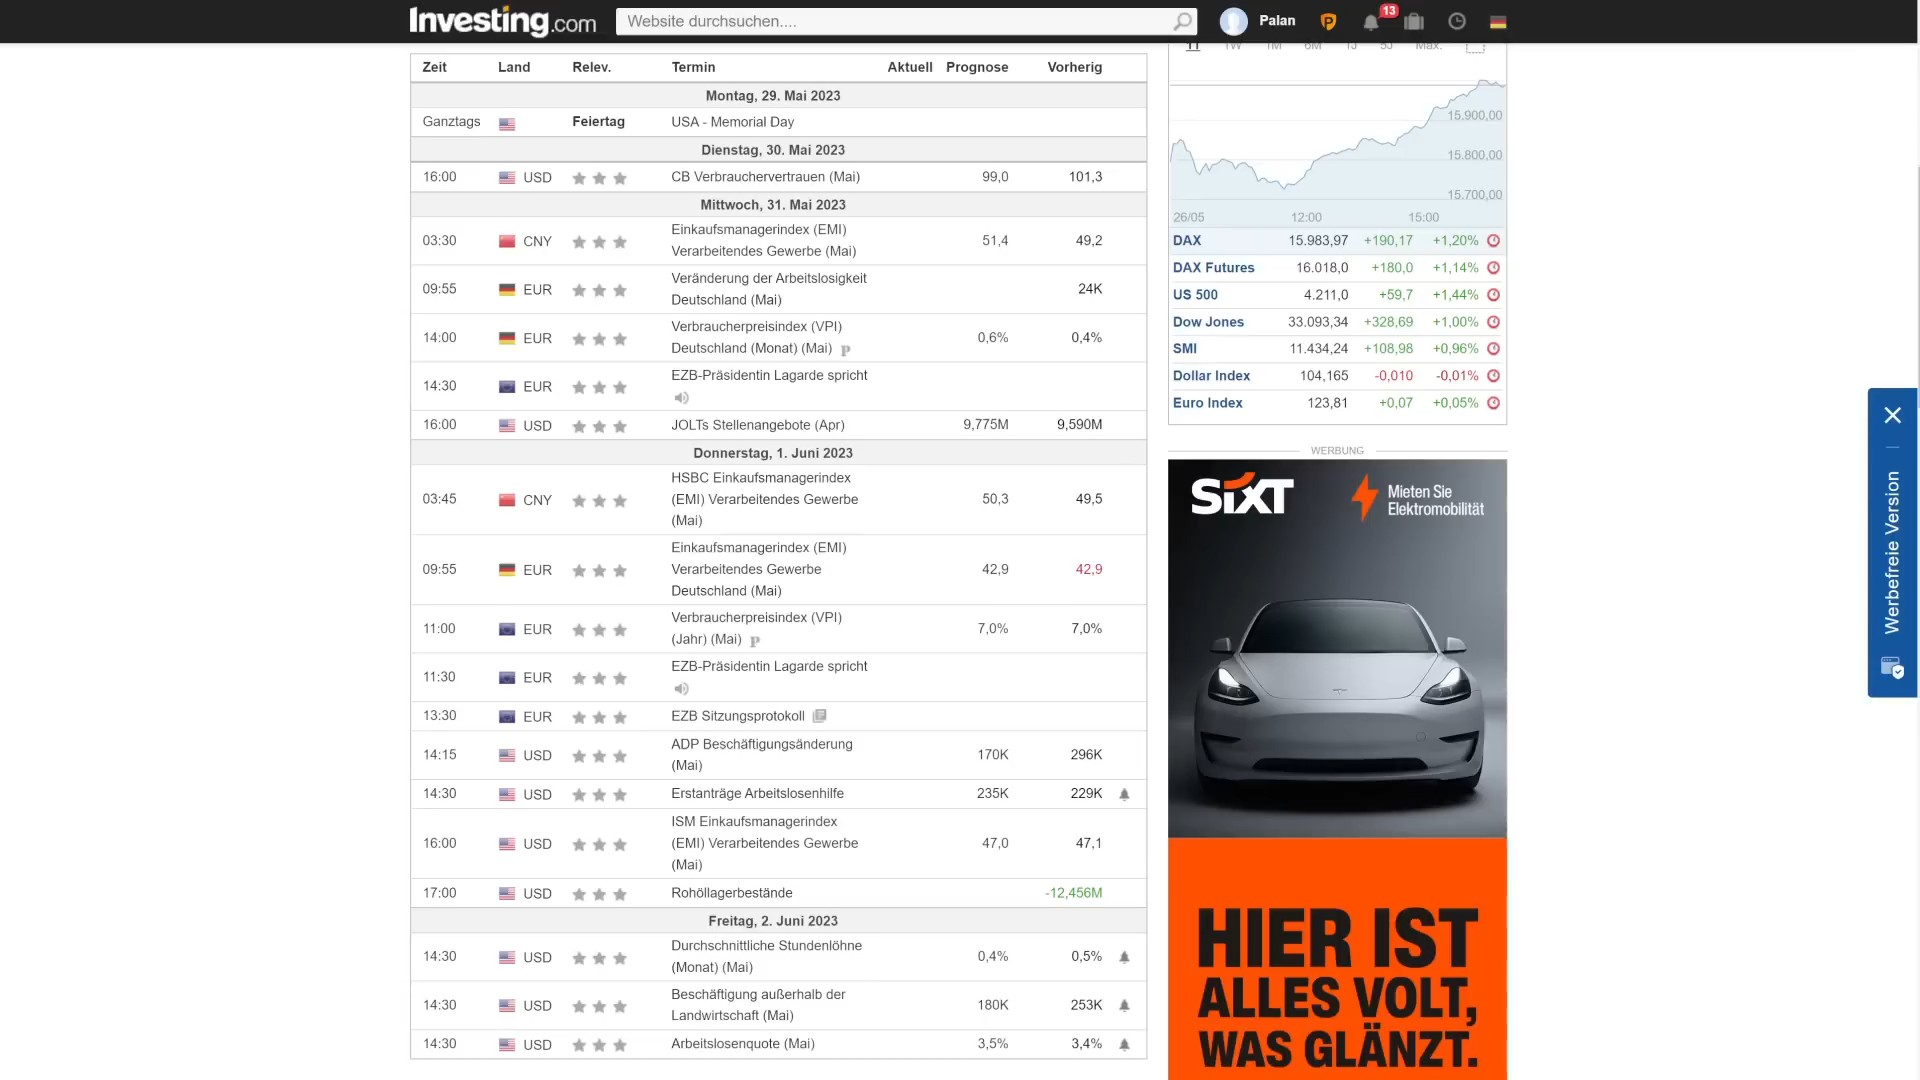 Investing.com
Website durchsuchen....
Palan
13
Zeit Land Relev. Termin Aktuell Prognose Vorherig
Montag, 29. Mai 2023
Ganztags Feiertag USA - Memorial Day
Dienstag, 30. Mai 2023
16:00 USD CB Verbrauchervertrauen (Mai) 99,0 101,3
Mittwoch, 31. Mai 2023
03:30 CNY Einkaufsmanagerindex (EMI) 51,4 49,2
Verarbeitendes Gewerbe (Mai)
09:55 EUR Veränderung der Arbeitslosigkeit 24K
Deutschland (Mai)
14:00 EUR Verbraucherpreisindex (VPI) 0,6% 0,4%
Deutschland (Monat) (Mai) P
14:30 EUR EZB-Präsidentin Lagarde spricht
16:00 USD JOLTs Stellenangebote (Apr) 9,775M 9,590M
Donnerstag, 1. Juni 2023
03:45 CNY HSBC Einkaufsmanagerindex 50,3 49,5
(EMI) Verarbeitendes Gewerbe
(Mai)
09:55 EUR Einkaufsmanagerindex (EMI) 42,9 42,9
Verarbeitendes Gewerbe
Deutschland (Mai)
11:00 EUR Verbraucherpreisindex (VPI) 7,0% 7,0%
(Jahr) (Mai) P
11:30 EUR EZB-Präsidentin Lagarde spricht
13:30 EUR EZB Sitzungsprotokoll
14:15 USD ADP Beschäftigungsänderung 170K 296K
(Mai)
14:30 USD Erstanträge Arbeitslosenhilfe 235K 229K
16:00 USD ISM Einkaufsmanagerindex 47,0 47,1
(EMI) Verarbeitendes Gewerbe
(Mai)
17:00 USD Rohöllagerbestände -12,456M
Freitag, 2. Juni 2023
14:30 USD Durchschnittliche Stundenlöhne 0,4% 0,5%
(Monat) (Mai)
14:30 USD Beschäftigung außerhalb der 180K 253K
Landwirtschaft (Mai)
14:30 USD Arbeitslosenquote (Mai) 3,5% 3,4%
1T 1W 1M 6M 1J 5J Max.
15.900,00
15.800,00
15.700,00
26/05 12:00 15:00
DAX 15.983,97 +190,17 +1,20%
DAX Futures 16.018,0 +180,0 +1,14%
US 500 4.211,0 +59,7 +1,44%
Dow Jones 33.093,34 +328,69 +1,00%
SMI 11.434,24 +108,98 +0,96%
Dollar Index 104,165 -0,010 -0,01%
Euro Index 123,81 +0,07 +0,05%
WERBUNG
SIXT
Mieten Sie
Elektromobilität
HIER IST
ALLES VOLT,
WAS GLÄNZT.
Werbefreie Version